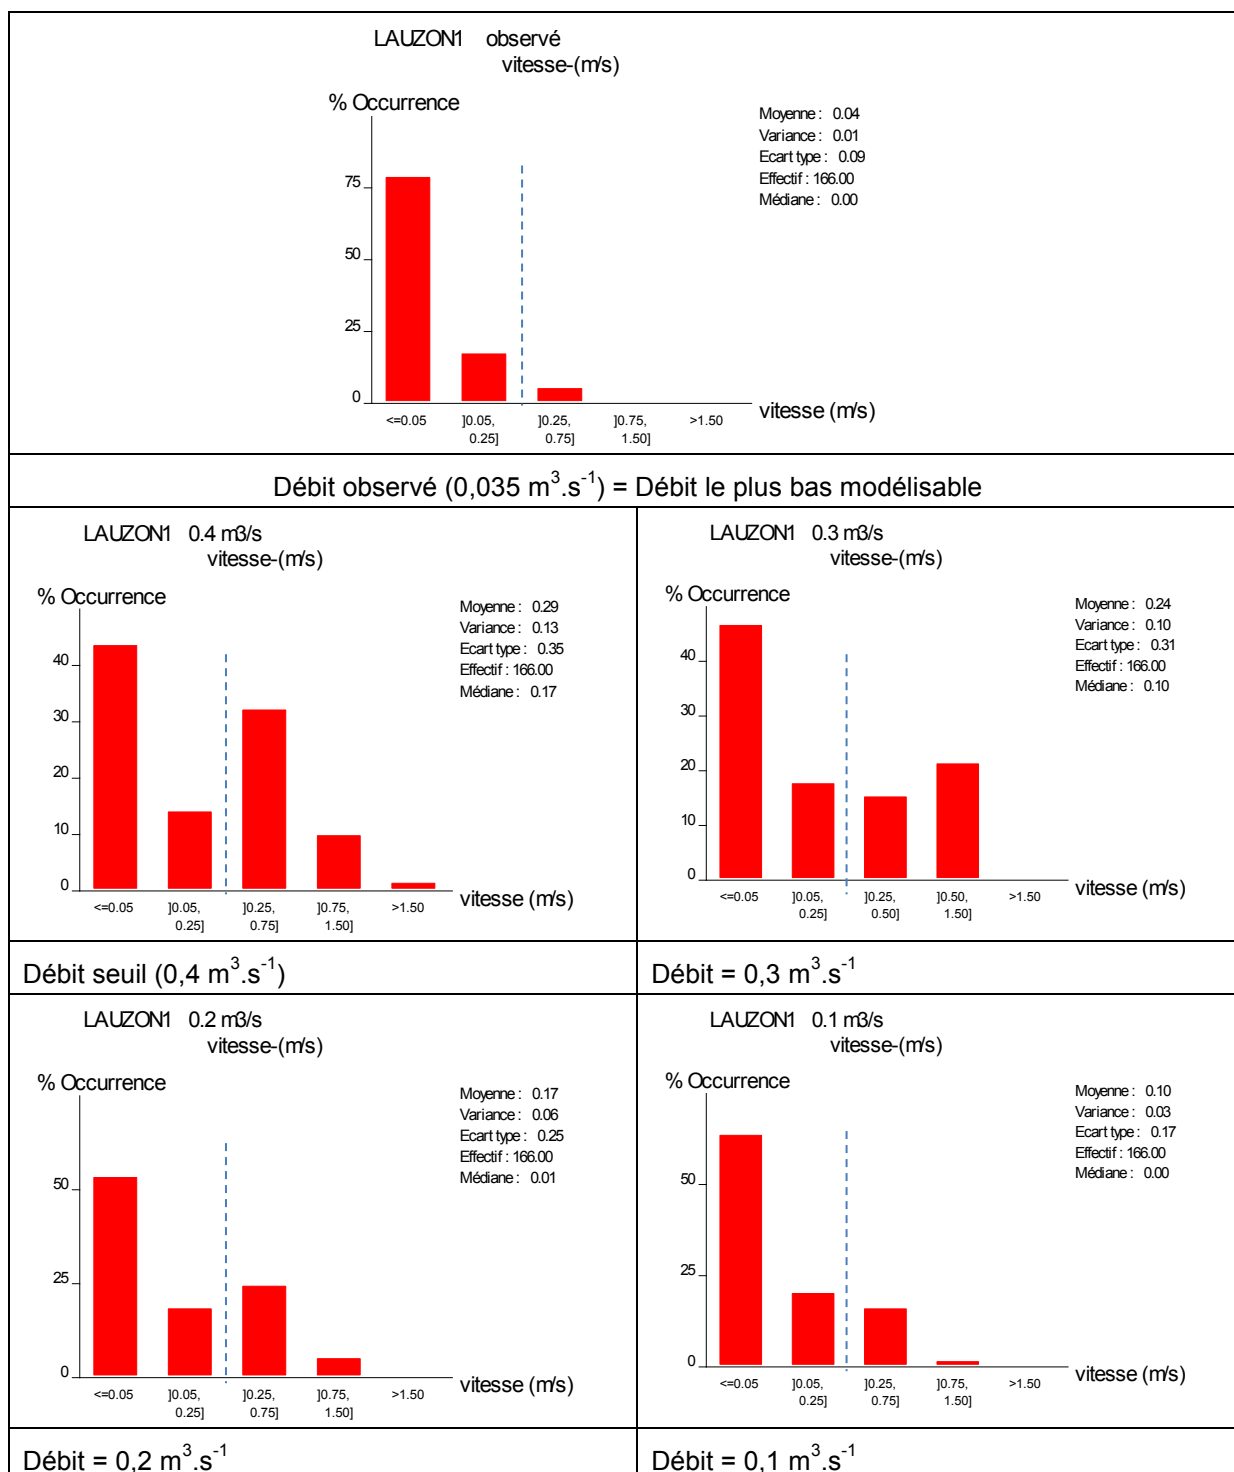 LAUZON1 observé
vitesse-(m/s)
% Occurrence
Moyenne : 0.04
Variance : 0.01
Ecart type : 0.09
Effectif : 166.00
Médiane : 0.00
75
50
25
0
<=0.05 ]0.05, ]0.25, ]0.75, >1.50
0.25] 0.75] 1.50]
vitesse (m/s)
Débit observé (0,035 m³.s⁻¹) = Débit le plus bas modélisable
LAUZON1 0.4 m3/s
vitesse-(m/s)
% Occurrence
Moyenne : 0.29
Variance : 0.13
Ecart type : 0.35
Effectif : 166.00
Médiane : 0.17
40
30
20
10
0
<=0.05 ]0.05, ]0.25, ]0.75, >1.50
0.25] 0.75] 1.50]
vitesse (m/s)
Débit seuil (0,4 m³.s⁻¹)
LAUZON1 0.3 m3/s
vitesse-(m/s)
% Occurrence
Moyenne : 0.24
Variance : 0.10
Ecart type : 0.31
Effectif : 166.00
Médiane : 0.10
40
30
20
10
0
<=0.05 ]0.05, ]0.25, ]0.50, >1.50
0.25] 0.50] 1.50]
vitesse (m/s)
Débit = 0,3 m³.s⁻¹
LAUZON1 0.2 m3/s
vitesse-(m/s)
% Occurrence
Moyenne : 0.17
Variance : 0.06
Ecart type : 0.25
Effectif : 166.00
Médiane : 0.01
50
25
0
<=0.05 ]0.05, ]0.25, ]0.75, >1.50
0.25] 0.75] 1.50]
vitesse (m/s)
Débit = 0,2 m³.s⁻¹
LAUZON1 0.1 m3/s
vitesse-(m/s)
% Occurrence
Moyenne : 0.10
Variance : 0.03
Ecart type : 0.17
Effectif : 166.00
Médiane : 0.00
50
25
0
<=0.05 ]0.05, ]0.25, ]0.75, >1.50
0.25] 0.75] 1.50]
vitesse (m/s)
Débit = 0,1 m³.s⁻¹